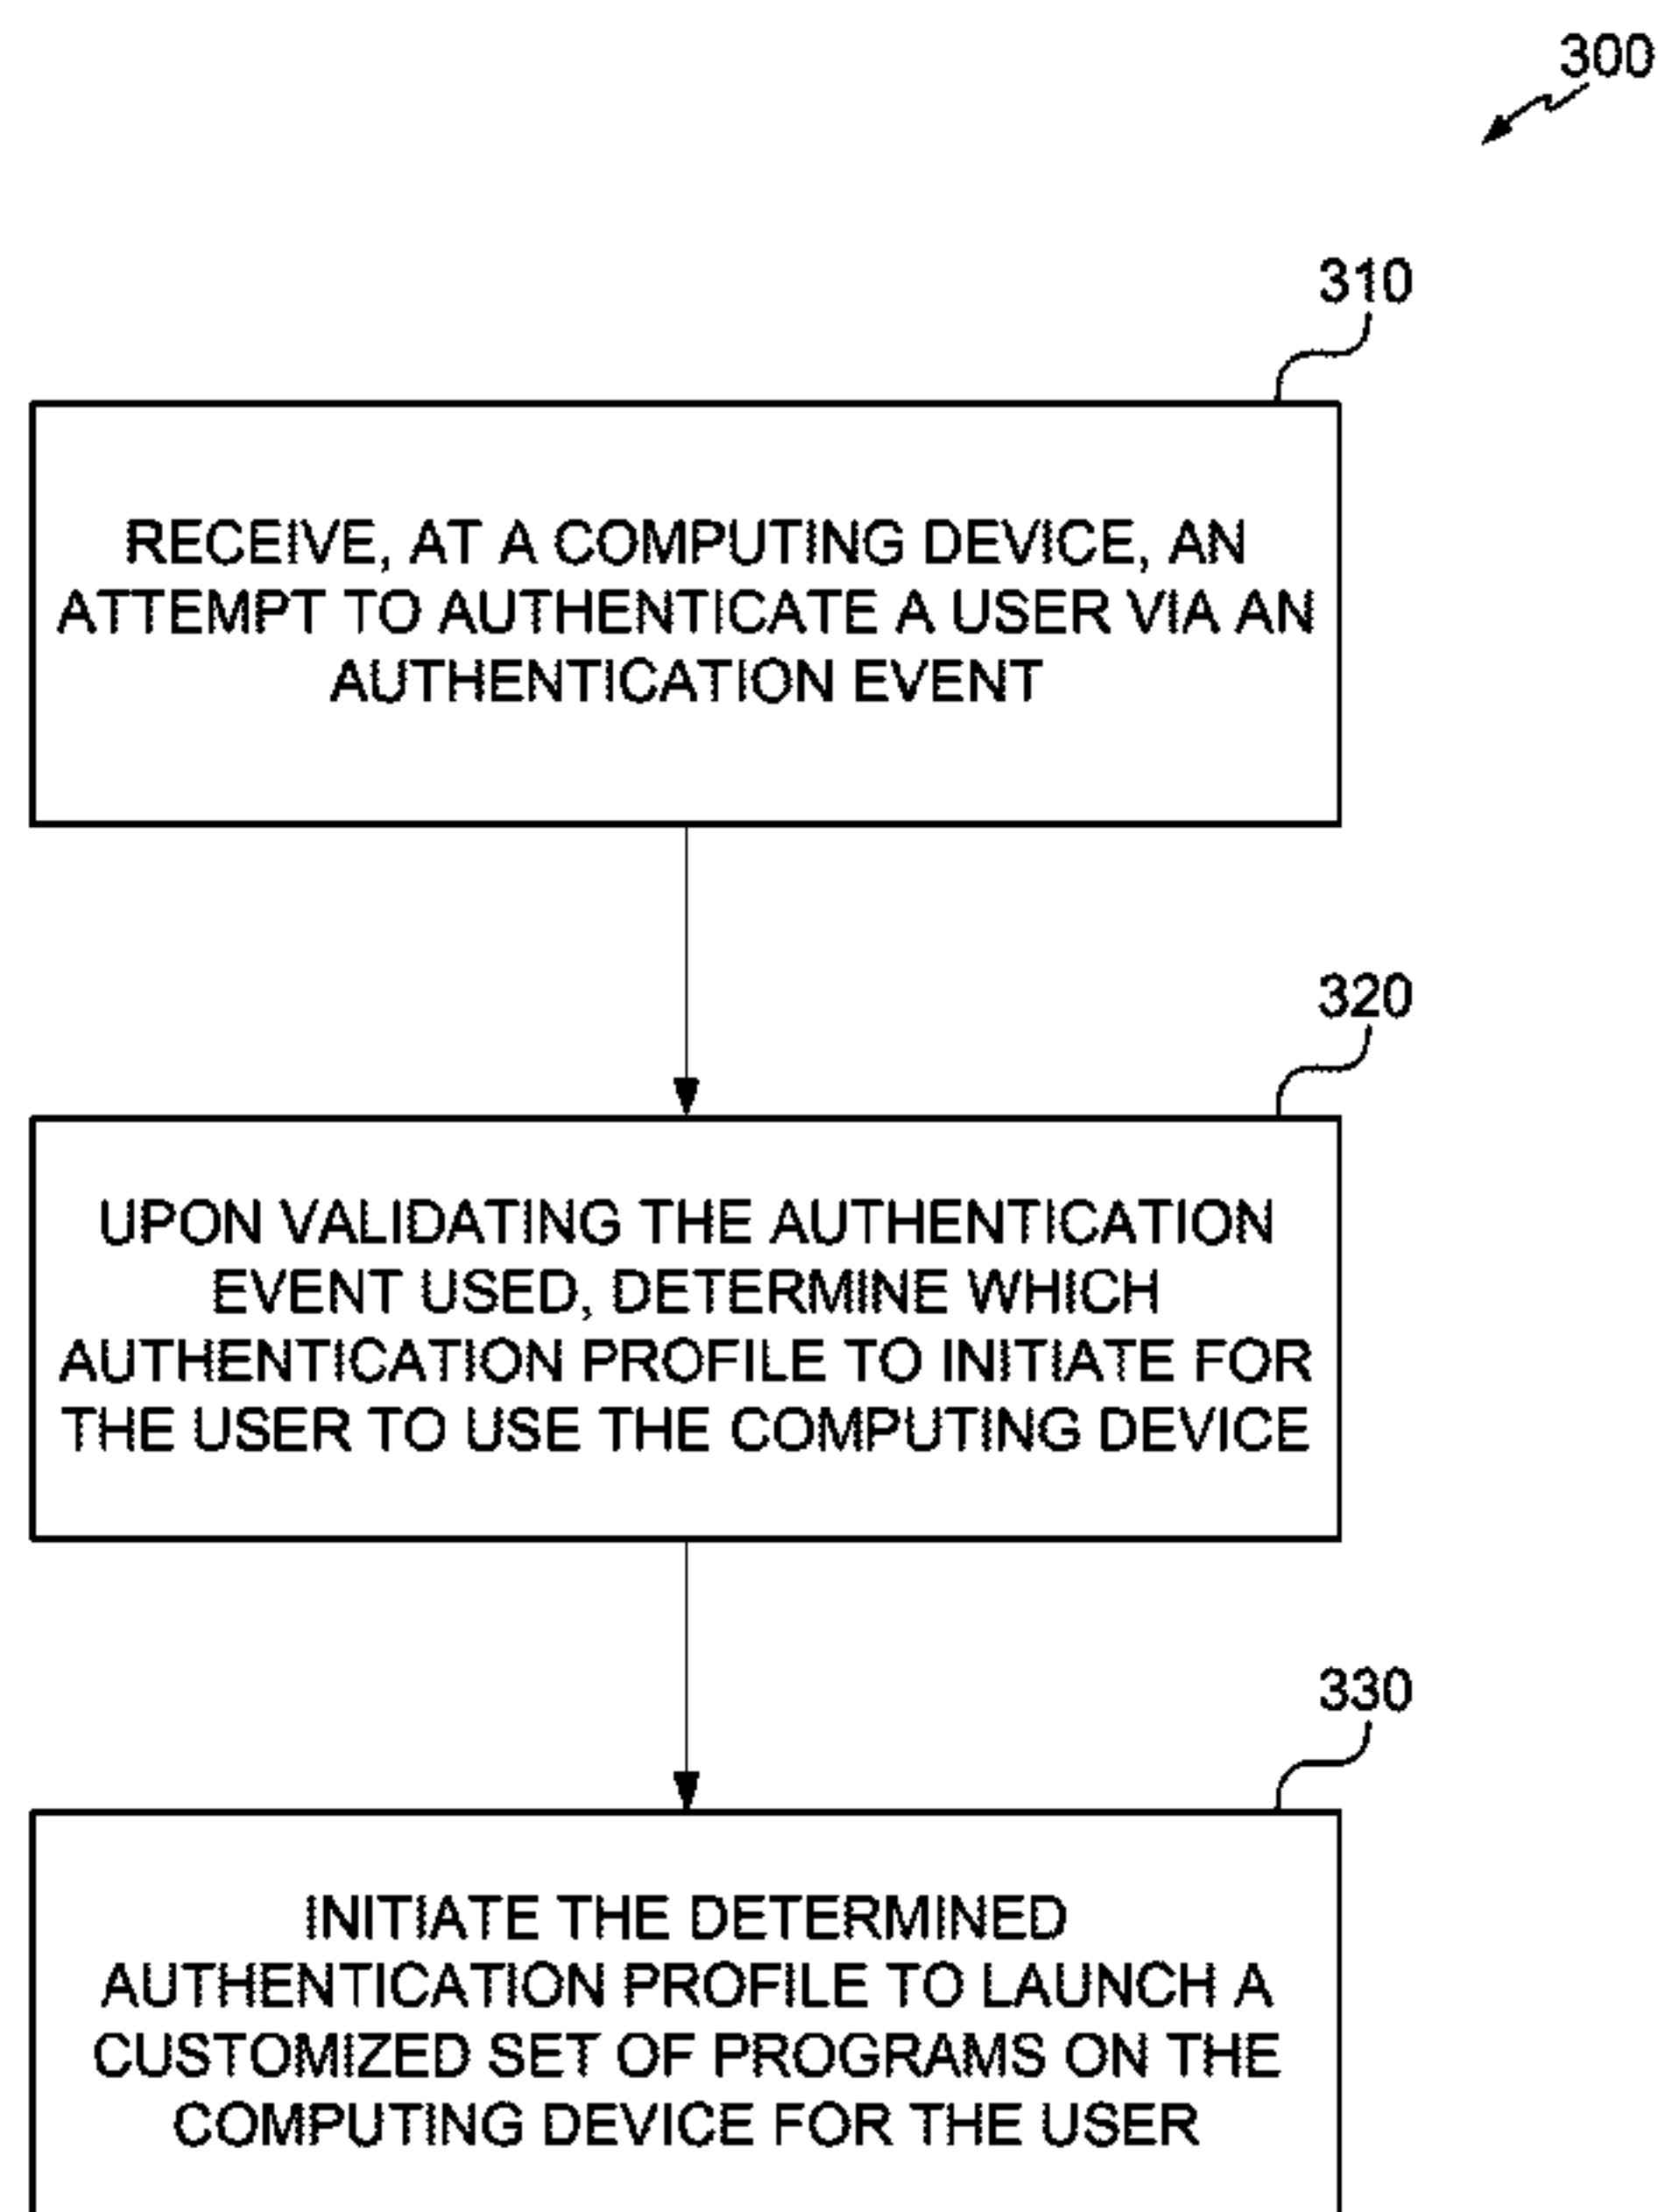 300
310
RECEIVE, AT A COMPUTING DEVICE, AN
ATTEMPT TO AUTHENTICATE A USER VIA AN
AUTHENTICATION EVENT
320
UPON VALIDATING THE AUTHENTICATION
EVENT USED, DETERMINE WHICH
AUTHENTICATION PROFILE TO INITIATE FOR
THE USER TO USE THE COMPUTING DEVICE
330
INITIATE THE DETERMINED
AUTHENTICATION PROFILE TO LAUNCH A
CUSTOMIZED SET OF PROGRAMS ON THE
COMPUTING DEVICE FOR THE USER